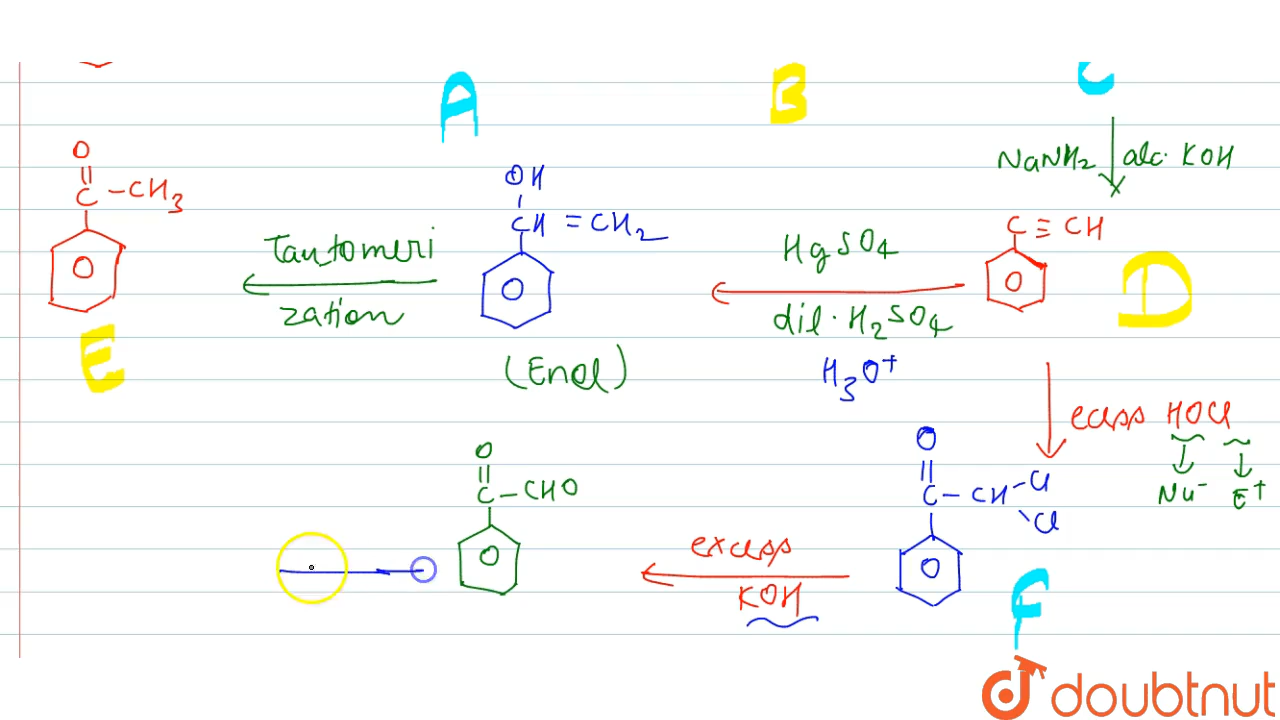 A
B
C
NaNH2 alc. KOH
O
||
C -CH3
OH
CH =CH2
C ≡ CH
Tautomeri
zation
HgSO4
dil. H2SO4
H3O+
D
E
(Enol)
excess HOCl
Nu- E+
O
||
C - CHO
O
||
C - CH - Cl
Cl
excess
KOH
F
doubtnut